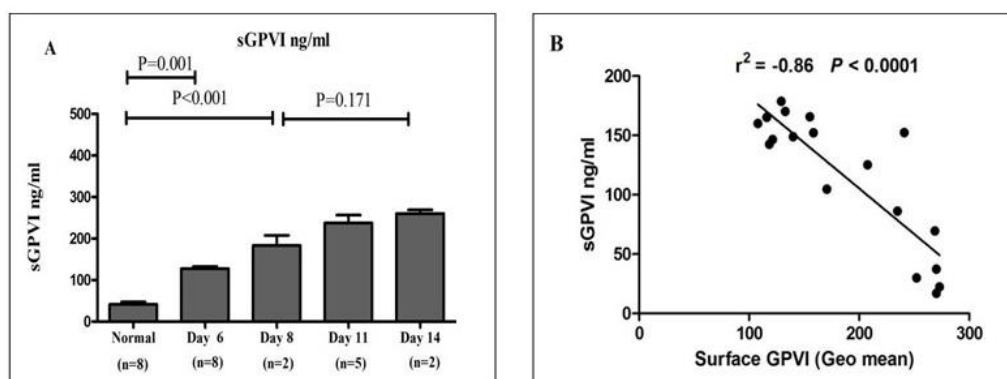 A
sGPVI ng/ml
P=0.001
P<0.001
P=0.171
sGPVI ng/ml
500
400
300
200
100
0
Normal Day 6 Day 8 Day 11 Day 14
(n=8) (n=8) (n=2) (n=5) (n=2)
B
r² = -0.86 P < 0.0001
sGPVI ng/ml
200
150
100
50
0
0 100 200 300
Surface GPVI (Geo mean)